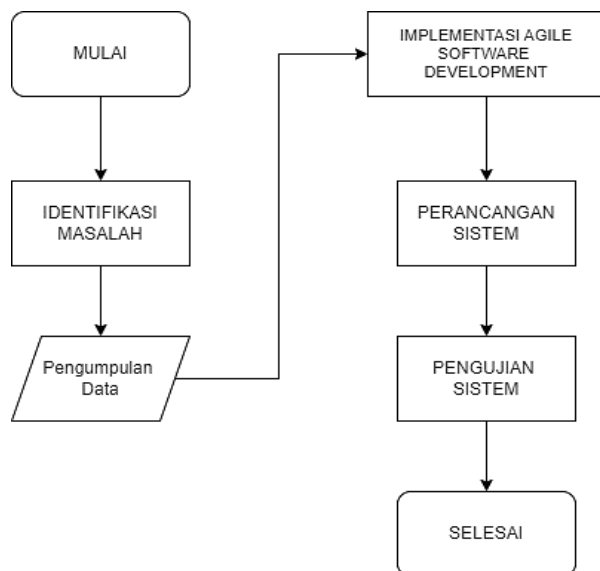 MULAI
IDENTIFIKASI
MASALAH
Pengumpulan
Data
IMPLEMENTASI AGILE
SOFTWARE
DEVELOPMENT
PERANCANGAN
SISTEM
PENGUJIAN
SISTEM
SELESAI